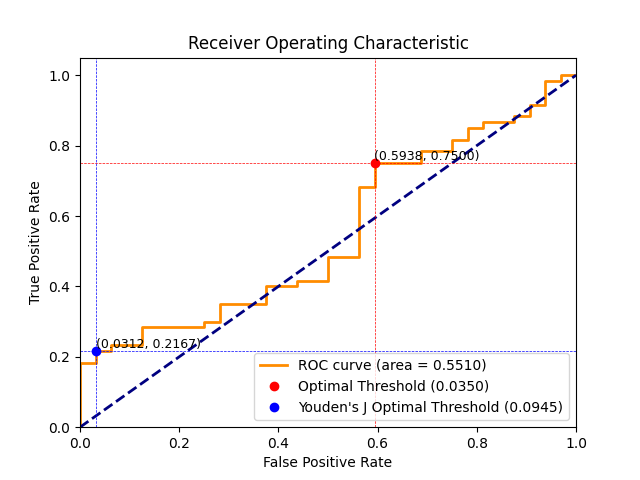 Receiver Operating Characteristic
True Positive Rate
1.0
0.8
0.6
0.4
0.2
0.0
(0.5938, 0.7500)
(0.0312, 0.2167)
ROC curve (area = 0.5510)
Optimal Threshold (0.0350)
Youden's J Optimal Threshold (0.0945)
0.0 0.2 0.4 0.6 0.8 1.0
False Positive Rate